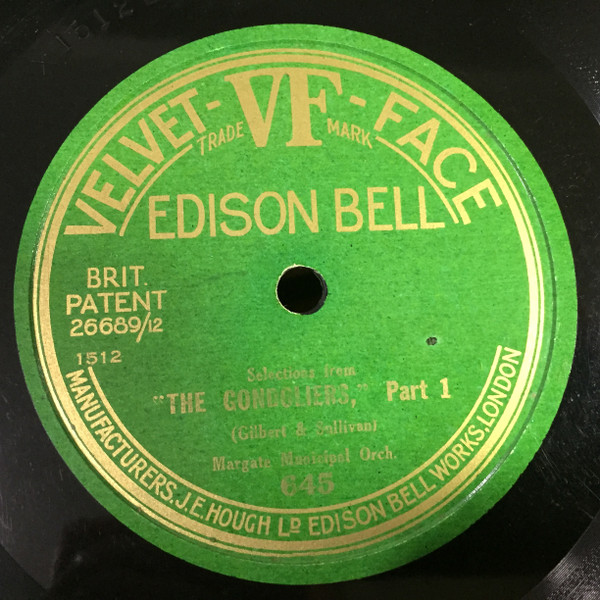 1512
VELVET-VF-FACE
TRADE MARK
EDISON BELL
BRIT.
PATENT
26689/12
1512
Selections from
"THE GONDOLIERS," Part 1
(Gilbert & Sullivan)
Margate Municipal Orch.
645
MANUFACTURERS, J.E. HOUGH LD EDISON BELL WORKS, LONDON